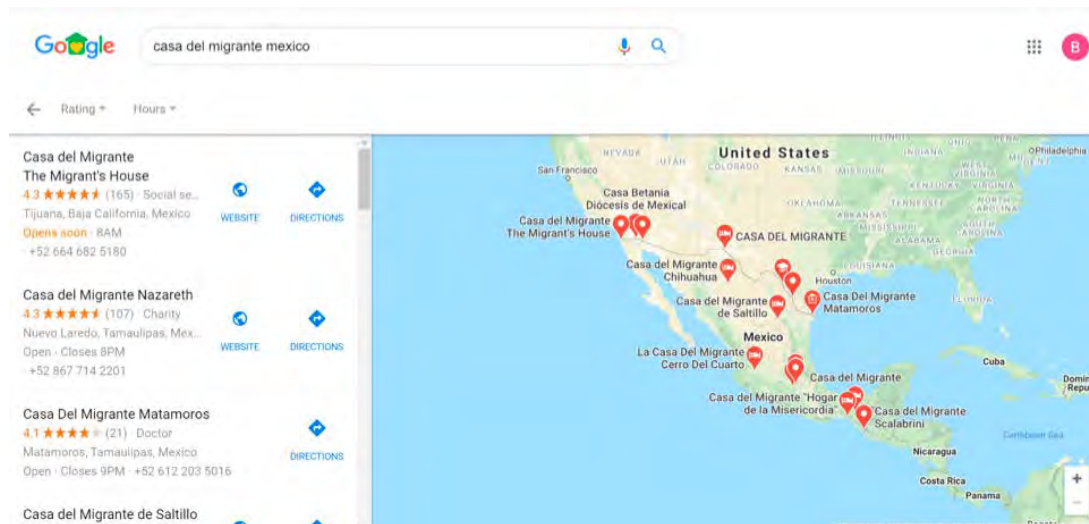 Google
casa del migrante mexico
B
Rating
Hours
Casa del Migrante
The Migrant's House
4.3 ★★★★★ (165) · Social se...
Tijuana, Baja California, Mexico
Opens soon · 8AM
· +52 664 682 5180
WEBSITE
DIRECTIONS
Casa del Migrante Nazareth
4.3 ★★★★★ (107) · Charity
Nuevo Laredo, Tamaulipas, Mex...
Open · Closes 8PM
· +52 867 714 2201
WEBSITE
DIRECTIONS
Casa Del Migrante Matamoros
4.1 ★★★★★ (21) · Doctor
Matamoros, Tamaulipas, Mexico
Open · Closes 9PM · +52 612 203 5016
DIRECTIONS
Casa del Migrante de Saltillo
OHIO
PENN
Philadelphia
NEVADA
UTAH
United States
COLORADO
KANSAS
MISSOURI
INDIANA
WEST
VIRGINIA
San Francisco
KENTUCKY
VIRGINIA
Casa Betania
Diócesis de Mexical
OKLAHOMA
TENNESSEE
NORTH
CAROLINA
ARKANSAS
Casa del Migrante
The Migrant's House
CASA DEL MIGRANTE
MISSISSIPPI
SOUTH
CAROLINA
ALABAMA
GEORGIA
Casa del Migrante
Chihuahua
LOUISIANA
Houston
FLORIDA
Casa del Migrante
de Saltillo
Casa Del Migrante
Matamoros
Mexico
La Casa Del Migrante
Cerro Del Cuarto
Cuba
Casa del Migrante
Domin
Repu
Casa del Migrante "Hogar
de la Misericordia"
Casa del Migrante
Scalabrini
Caribbean Sea
Nicaragua
Costa Rica
Panama
+